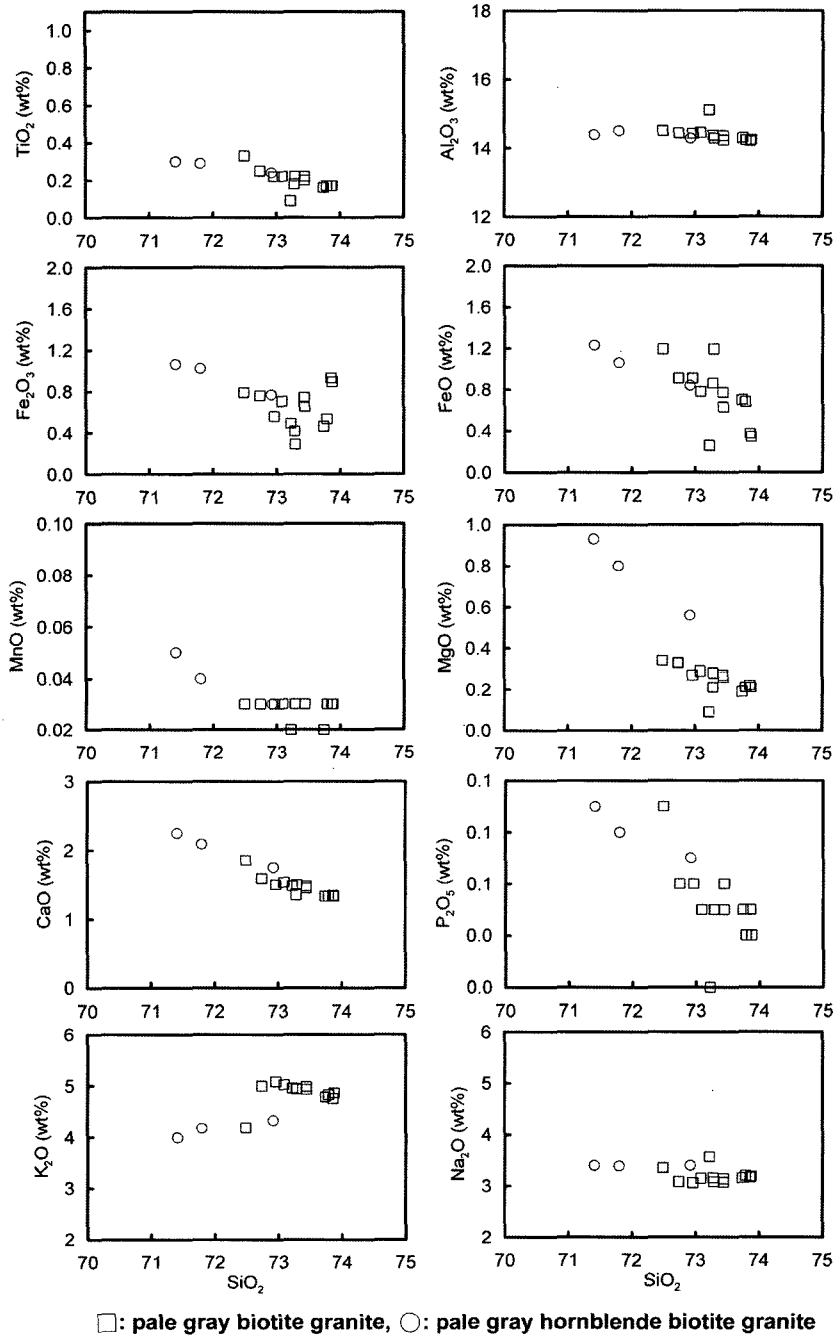 TiO2 (wt%)
1.0
0.8
0.6
0.4
0.2
0.0
70 71 72 73 74 75
Al2O3 (wt%)
18
16
14
12
70 71 72 73 74 75
Fe2O3 (wt%)
2.0
1.6
1.2
0.8
0.4
0.0
70 71 72 73 74 75
FeO (wt%)
2.0
1.6
1.2
0.8
0.4
0.0
70 71 72 73 74 75
MnO (wt%)
0.10
0.08
0.06
0.04
0.02
70 71 72 73 74 75
MgO (wt%)
1.0
0.8
0.6
0.4
0.2
0.0
70 71 72 73 74 75
CaO (wt%)
3
2
1
0
70 71 72 73 74 75
P2O5 (wt%)
0.1
0.1
0.1
0.0
0.0
70 71 72 73 74 75
K2O (wt%)
6
5
4
3
2
70 71 72 73 74 75
SiO2
Na2O (wt%)
6
5
4
3
2
70 71 72 73 74 75
SiO2
□: pale gray biotite granite, ○: pale gray hornblende biotite granite